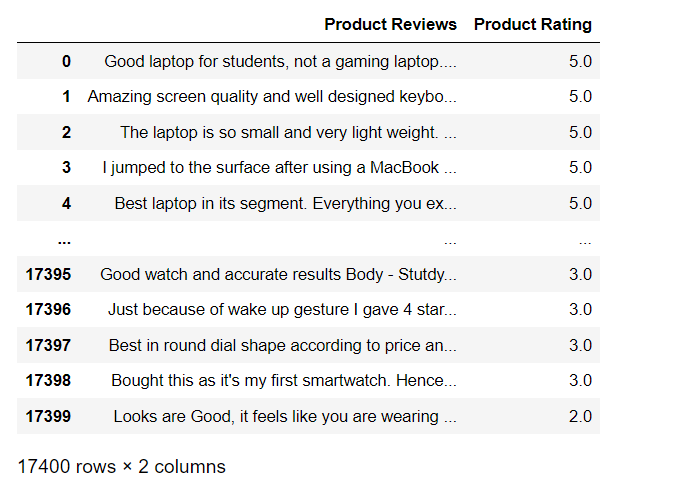 Product Reviews Product Rating
0 Good laptop for students, not a gaming laptop.... 5.0
1 Amazing screen quality and well designed keybo... 5.0
2 The laptop is so small and very light weight. ... 5.0
3 I jumped to the surface after using a MacBook ... 5.0
4 Best laptop in its segment. Everything you ex... 5.0
... ... ...
17395 Good watch and accurate results Body - Stutdy... 3.0
17396 Just because of wake up gesture I gave 4 star... 3.0
17397 Best in round dial shape according to price an... 3.0
17398 Bought this as it's my first smartwatch. Hence... 3.0
17399 Looks are Good, it feels like you are wearing ... 2.0
17400 rows × 2 columns